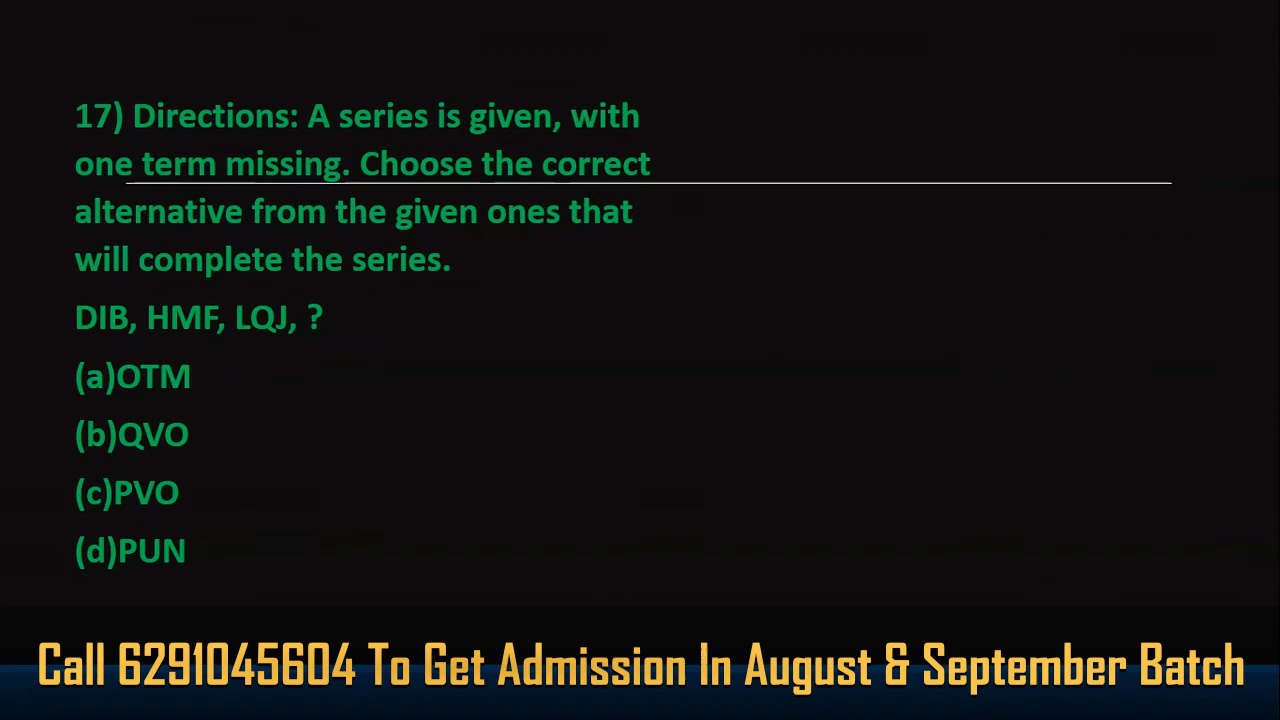 17) Directions: A series is given, with
one term missing. Choose the correct
alternative from the given ones that
will complete the series.
DIB, HMF, LQJ, ?
(a)OTM
(b)QVO
(c)PVO
(d)PUN
Call 6291045604 To Get Admission In August & September Batch